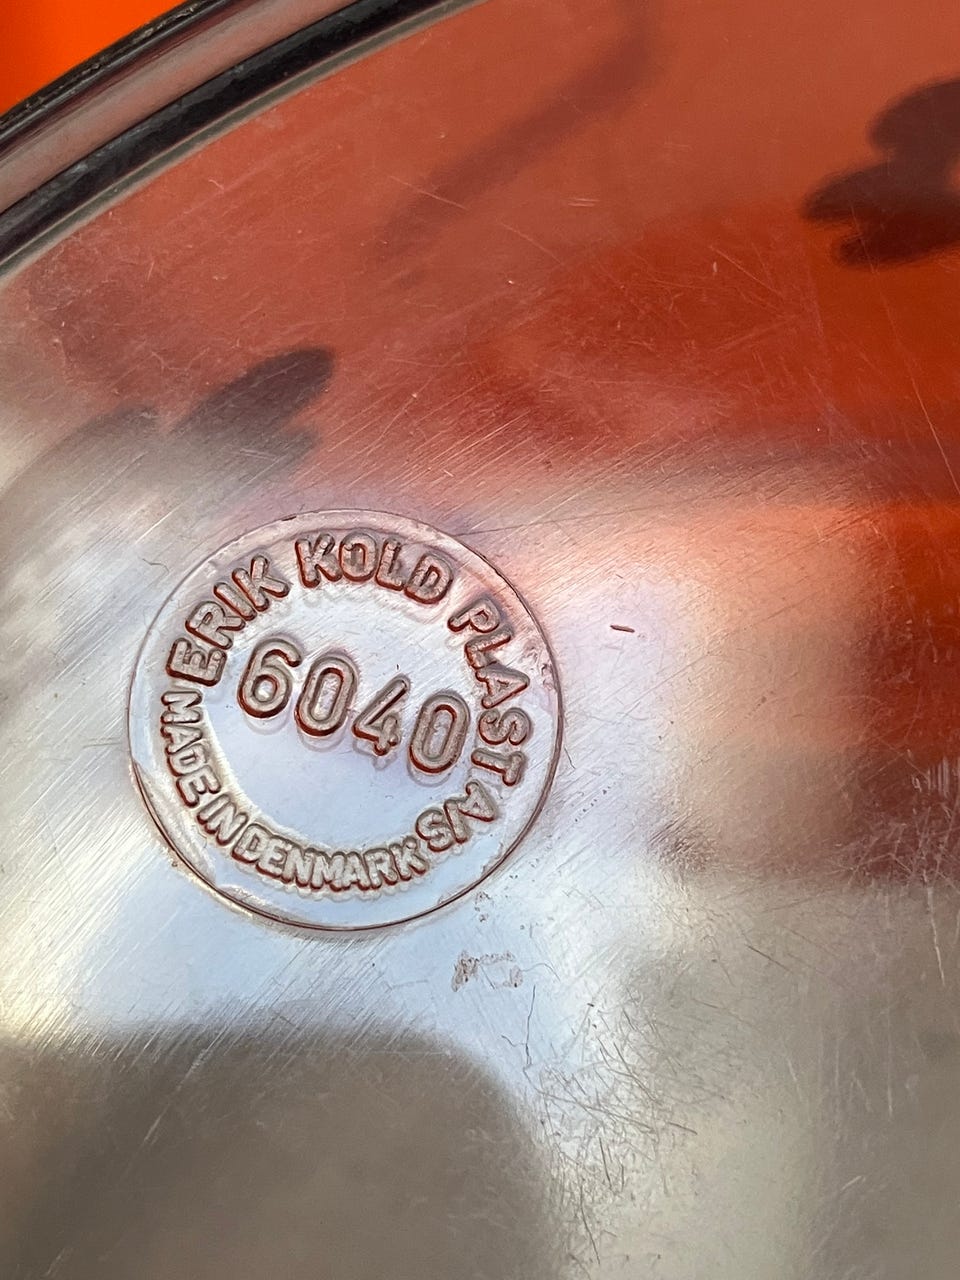 ERIK KOLD PLAST A/S
6040
MADE IN DENMARK